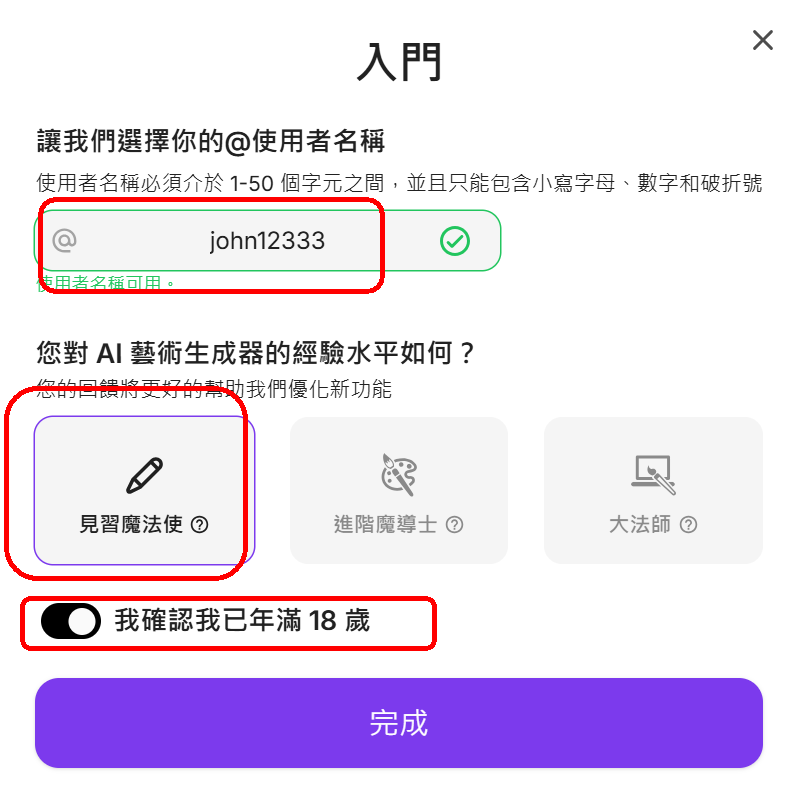 入門
讓我們選擇你的@使用者名稱
使用者名稱必須介於 1-50 個字元之間，並且只能包含小寫字母、數字和破折號
@ john12333
使用者名稱可用。
您對 AI 藝術生成器的經驗水平如何？
您的回饋將更好的幫助我們優化新功能
見習魔法使 ?
進階魔導士 ?
大法師 ?
我確認我已年滿 18 歲
完成